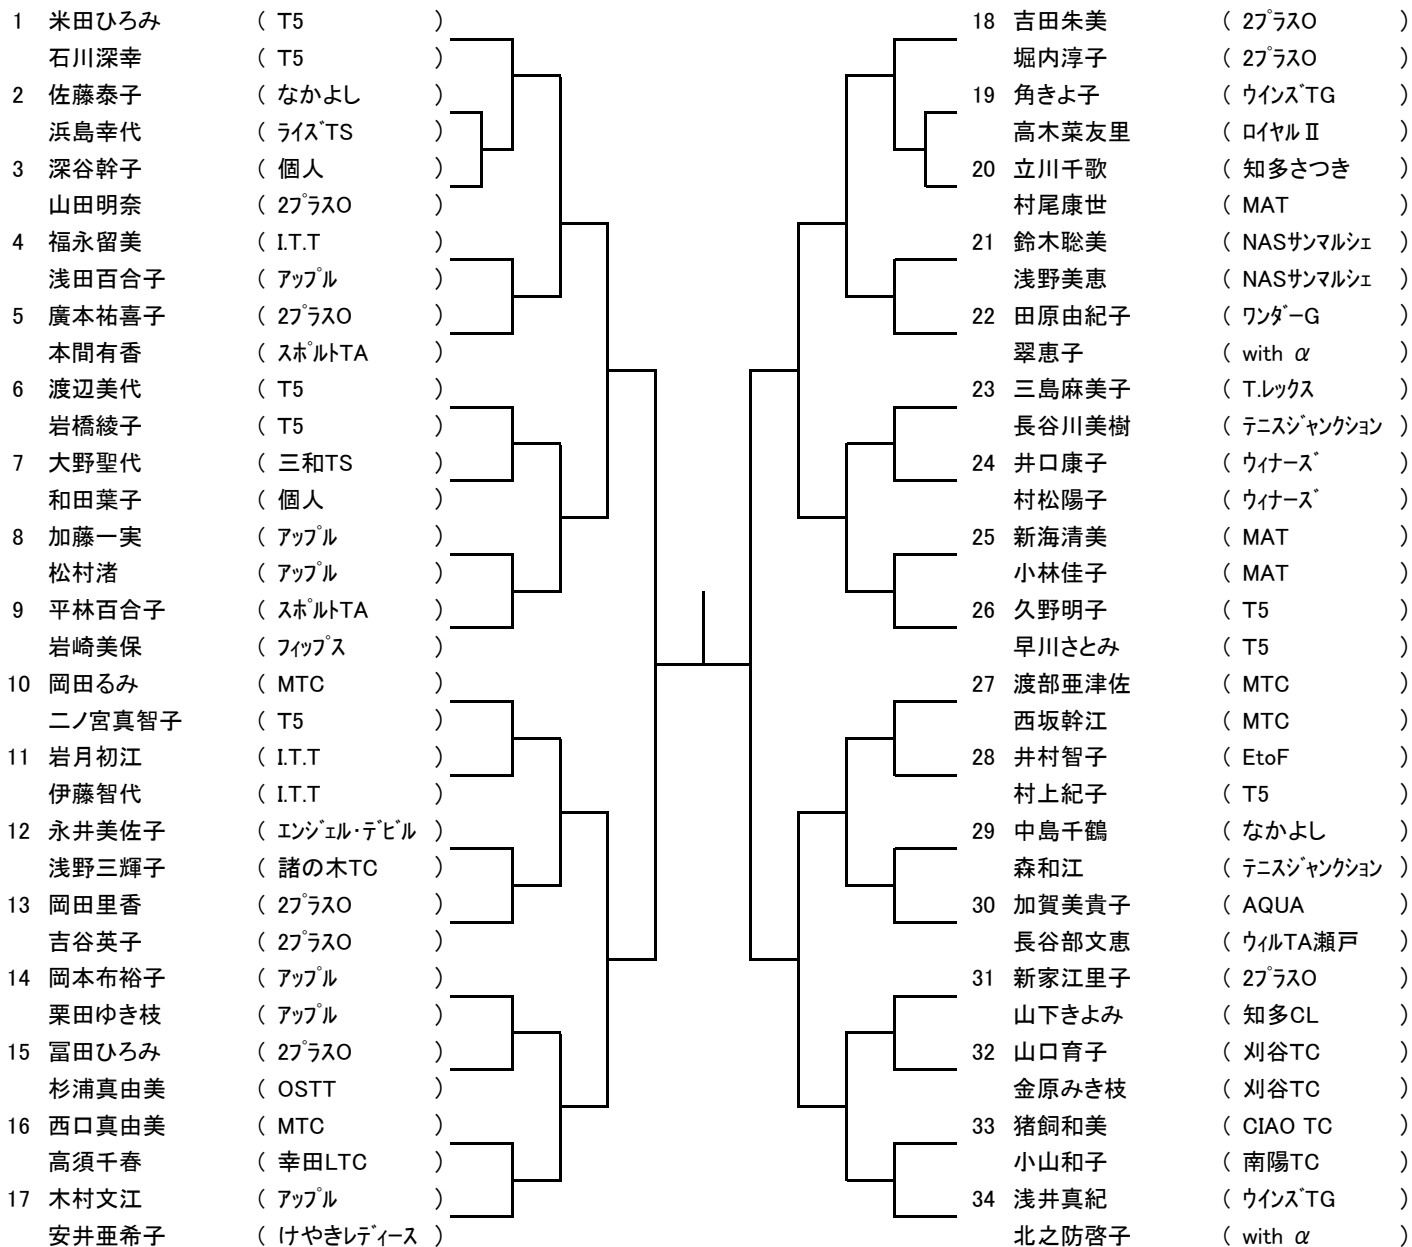 1 米田ひろみ ( T5 )
石川深幸 ( T5 )
2 佐藤泰子 ( なかよし )
浜島幸代 ( ﾗｲｽﾞTS )
3 深谷幹子 ( 個人 )
山田明奈 ( 2ﾌﾟﾗｽO )
4 福永留美 ( I.T.T )
浅田百合子 ( ｱｯﾌﾟﾙ )
5 廣本祐喜子 ( 2ﾌﾟﾗｽO )
本間有香 ( ｽﾎﾟﾙﾄTA )
6 渡辺美代 ( T5 )
岩橋綾子 ( T5 )
7 大野聖代 ( 三和TS )
和田葉子 ( 個人 )
8 加藤一実 ( ｱｯﾌﾟﾙ )
松村渚 ( ｱｯﾌﾟﾙ )
9 平林百合子 ( ｽﾎﾟﾙﾄTA )
岩崎美保 ( ﾌｨｯﾌﾟｽ )
10 岡田るみ ( MTC )
二ノ宮真智子 ( T5 )
11 岩月初江 ( I.T.T )
伊藤智代 ( I.T.T )
12 永井美佐子 ( ｴﾝｼﾞｪﾙ･ﾃﾞﾋﾞﾙ )
浅野三輝子 ( 諸の木TC )
13 岡田里香 ( 2ﾌﾟﾗｽO )
吉谷英子 ( 2ﾌﾟﾗｽO )
14 岡本布裕子 ( ｱｯﾌﾟﾙ )
栗田ゆき枝 ( ｱｯﾌﾟﾙ )
15 冨田ひろみ ( 2ﾌﾟﾗｽO )
杉浦真由美 ( OSTT )
16 西口真由美 ( MTC )
高須千春 ( 幸田LTC )
17 木村文江 ( ｱｯﾌﾟﾙ )
安井亜希子 ( けやきﾚﾃﾞｨｰｽ )
18 吉田朱美 ( 2ﾌﾟﾗｽO )
堀内淳子 ( 2ﾌﾟﾗｽO )
19 角きよ子 ( ｳｲﾝｽﾞTG )
高木菜友里 ( ﾛｲﾔﾙⅡ )
20 立川千歌 ( 知多さつき )
村尾康世 ( MAT )
21 鈴木聡美 ( NASｻﾝﾏﾙｼｪ )
浅野美恵 ( NASｻﾝﾏﾙｼｪ )
22 田原由紀子 ( ﾜﾝﾀﾞｰG )
翠恵子 ( with α )
23 三島麻美子 ( T.ﾚｯｸｽ )
長谷川美樹 ( ﾃﾆｽｼﾞｬﾝｸｼｮﾝ )
24 井口康子 ( ｳｨﾅｰｽﾞ )
村松陽子 ( ｳｨﾅｰｽﾞ )
25 新海清美 ( MAT )
小林佳子 ( MAT )
26 久野明子 ( T5 )
早川さとみ ( T5 )
27 渡部亜津佐 ( MTC )
西坂幹江 ( MTC )
28 井村智子 ( EtoF )
村上紀子 ( T5 )
29 中島千鶴 ( なかよし )
森和江 ( ﾃﾆｽｼﾞｬﾝｸｼｮﾝ )
30 加賀美貴子 ( AQUA )
長谷部文恵 ( ｳｨﾙTA瀬戸 )
31 新家江里子 ( 2ﾌﾟﾗｽO )
山下きよみ ( 知多CL )
32 山口育子 ( 刈谷TC )
金原みき枝 ( 刈谷TC )
33 猪飼和美 ( CIAO TC )
小山和子 ( 南陽TC )
34 浅井真紀 ( ｳｲﾝｽﾞTG )
北之防啓子 ( with α )